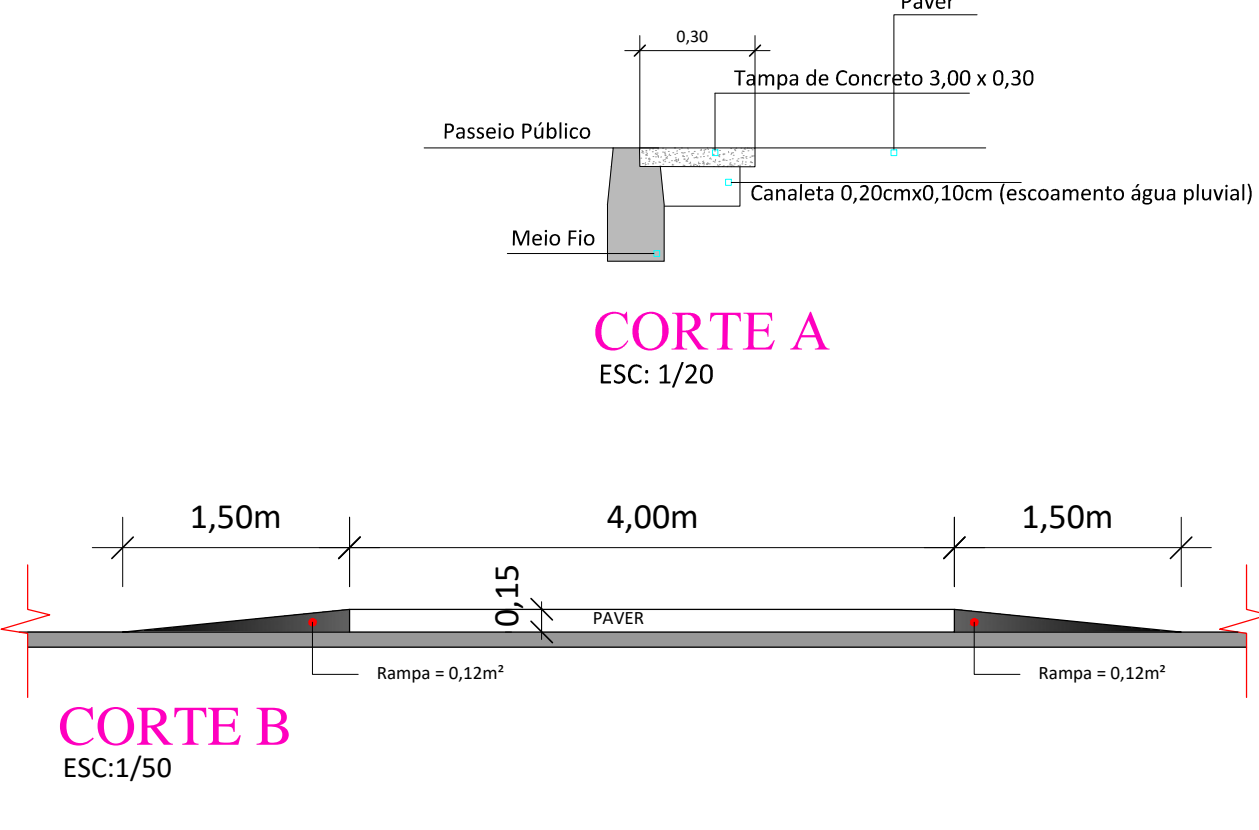 Paver
0,30
Tampa de Concreto 3,00 x 0,30
Passeio Público
Canaleta 0,20cmx0,10cm (escoamento água pluvial)
Meio Fio
CORTE A
ESC: 1/20
1,50m
4,00m
1,50m
0,15
PAVER
Rampa = 0,12m²
Rampa = 0,12m²
CORTE B
ESC:1/50